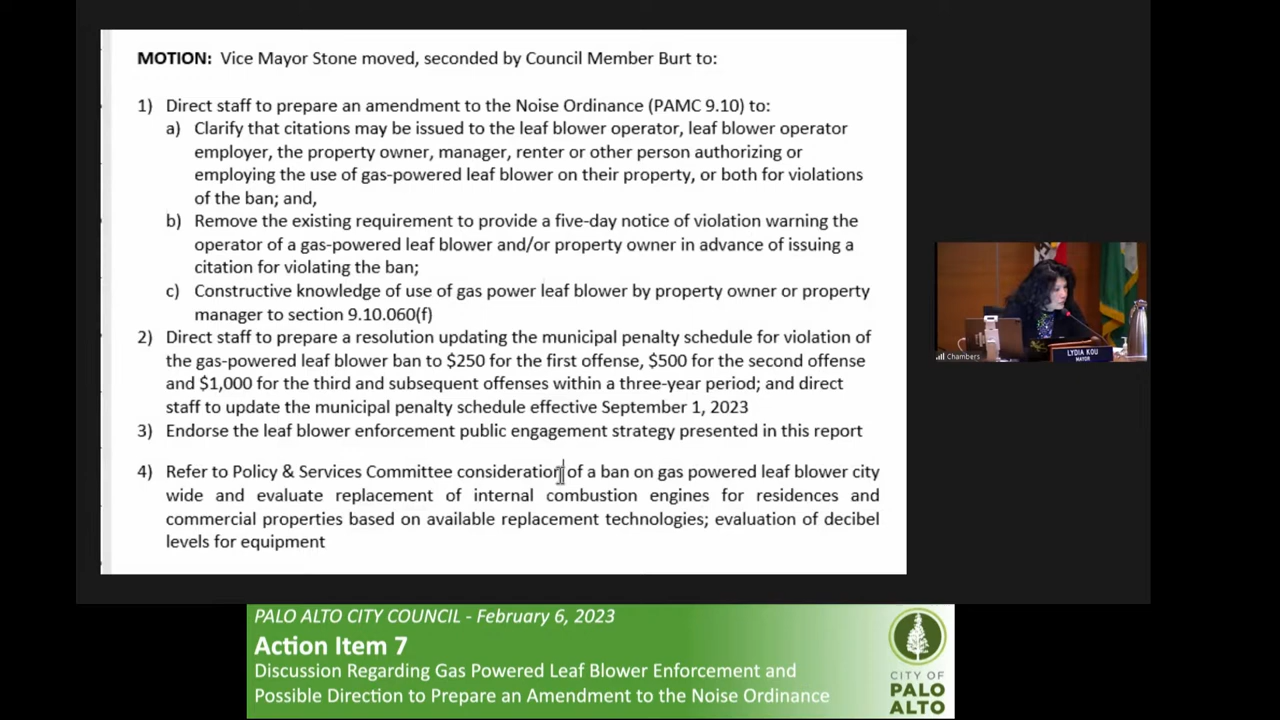 MOTION: Vice Mayor Stone moved, seconded by Council Member Burt to:
1) Direct staff to prepare an amendment to the Noise Ordinance (PAMC 9.10) to:
a) Clarify that citations may be issued to the leaf blower operator, leaf blower operator
employer, the property owner, manager, renter or other person authorizing or
employing the use of gas-powered leaf blower on their property, or both for violations
of the ban; and,
b) Remove the existing requirement to provide a five-day notice of violation warning the
operator of a gas-powered leaf blower and/or property owner in advance of issuing a
citation for violating the ban;
c) Constructive knowledge of use of gas power leaf blower by property owner or property
manager to section 9.10.060(f)
2) Direct staff to prepare a resolution updating the municipal penalty schedule for violation of
the gas-powered leaf blower ban to $250 for the first offense, $500 for the second offense
and $1,000 for the third and subsequent offenses within a three-year period; and direct
staff to update the municipal penalty schedule effective September 1, 2023
3) Endorse the leaf blower enforcement public engagement strategy presented in this report
4) Refer to Policy & Services Committee consideration of a ban on gas powered leaf blower city
wide and evaluate replacement of internal combustion engines for residences and
commercial properties based on available replacement technologies; evaluation of decibel
levels for equipment
Chambers
LYDIA KOU
MAYOR
PALO ALTO CITY COUNCIL - February 6, 2023
Action Item 7
Discussion Regarding Gas Powered Leaf Blower Enforcement and
Possible Direction to Prepare an Amendment to the Noise Ordinance
CITY OF
PALO
ALTO